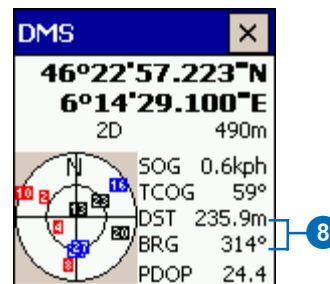 DMS
46°22'57.223"N
6°14'29.100"E
2D 490m
N
SOG 0.6kph
10 2 16
TCOG 59°
23
13
DST 235.9m
4 20
8
BRG 314°
27
8
PDOP 24.4